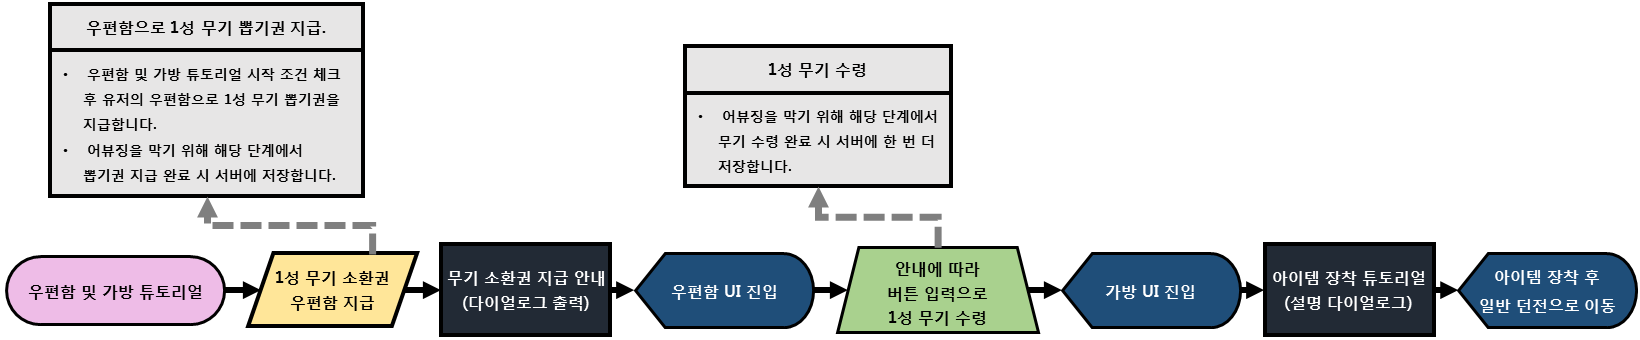 우편함으로 1성 무기 뽑기권 지급.
• 우편함 및 가방 튜토리얼 시작 조건 체크
후 유저의 우편함으로 1성 무기 뽑기권을
지급합니다.
• 어뷰징을 막기 위해 해당 단계에서
뽑기권 지급 완료 시 서버에 저장합니다.
1성 무기 수령
• 어뷰징을 막기 위해 해당 단계에서
무기 수령 완료 시 서버에 한 번 더
저장합니다.
우편함 및 가방 튜토리얼
1성 무기 소환권
우편함 지급
무기 소환권 지급 안내
(다이얼로그 출력)
우편함 UI 진입
안내에 따라
버튼 입력으로
1성 무기 수령
가방 UI 진입
아이템 장착 튜토리얼
(설명 다이얼로그)
아이템 장착 후
일반 던전으로 이동